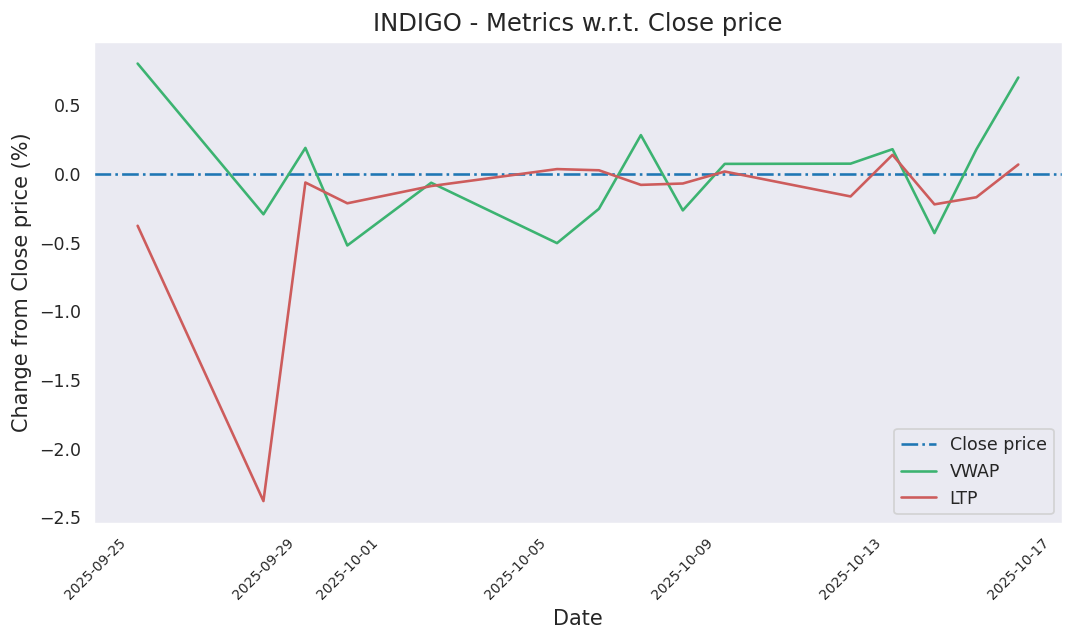 INDIGO - Metrics w.r.t. Close price
Change from Close price (%)
0.5
0.0
−0.5
−1.0
−1.5
−2.0
−2.5
Close price
VWAP
LTP
2025-09-25
2025-09-29
2025-10-01
2025-10-05
2025-10-09
2025-10-13
2025-10-17
Date